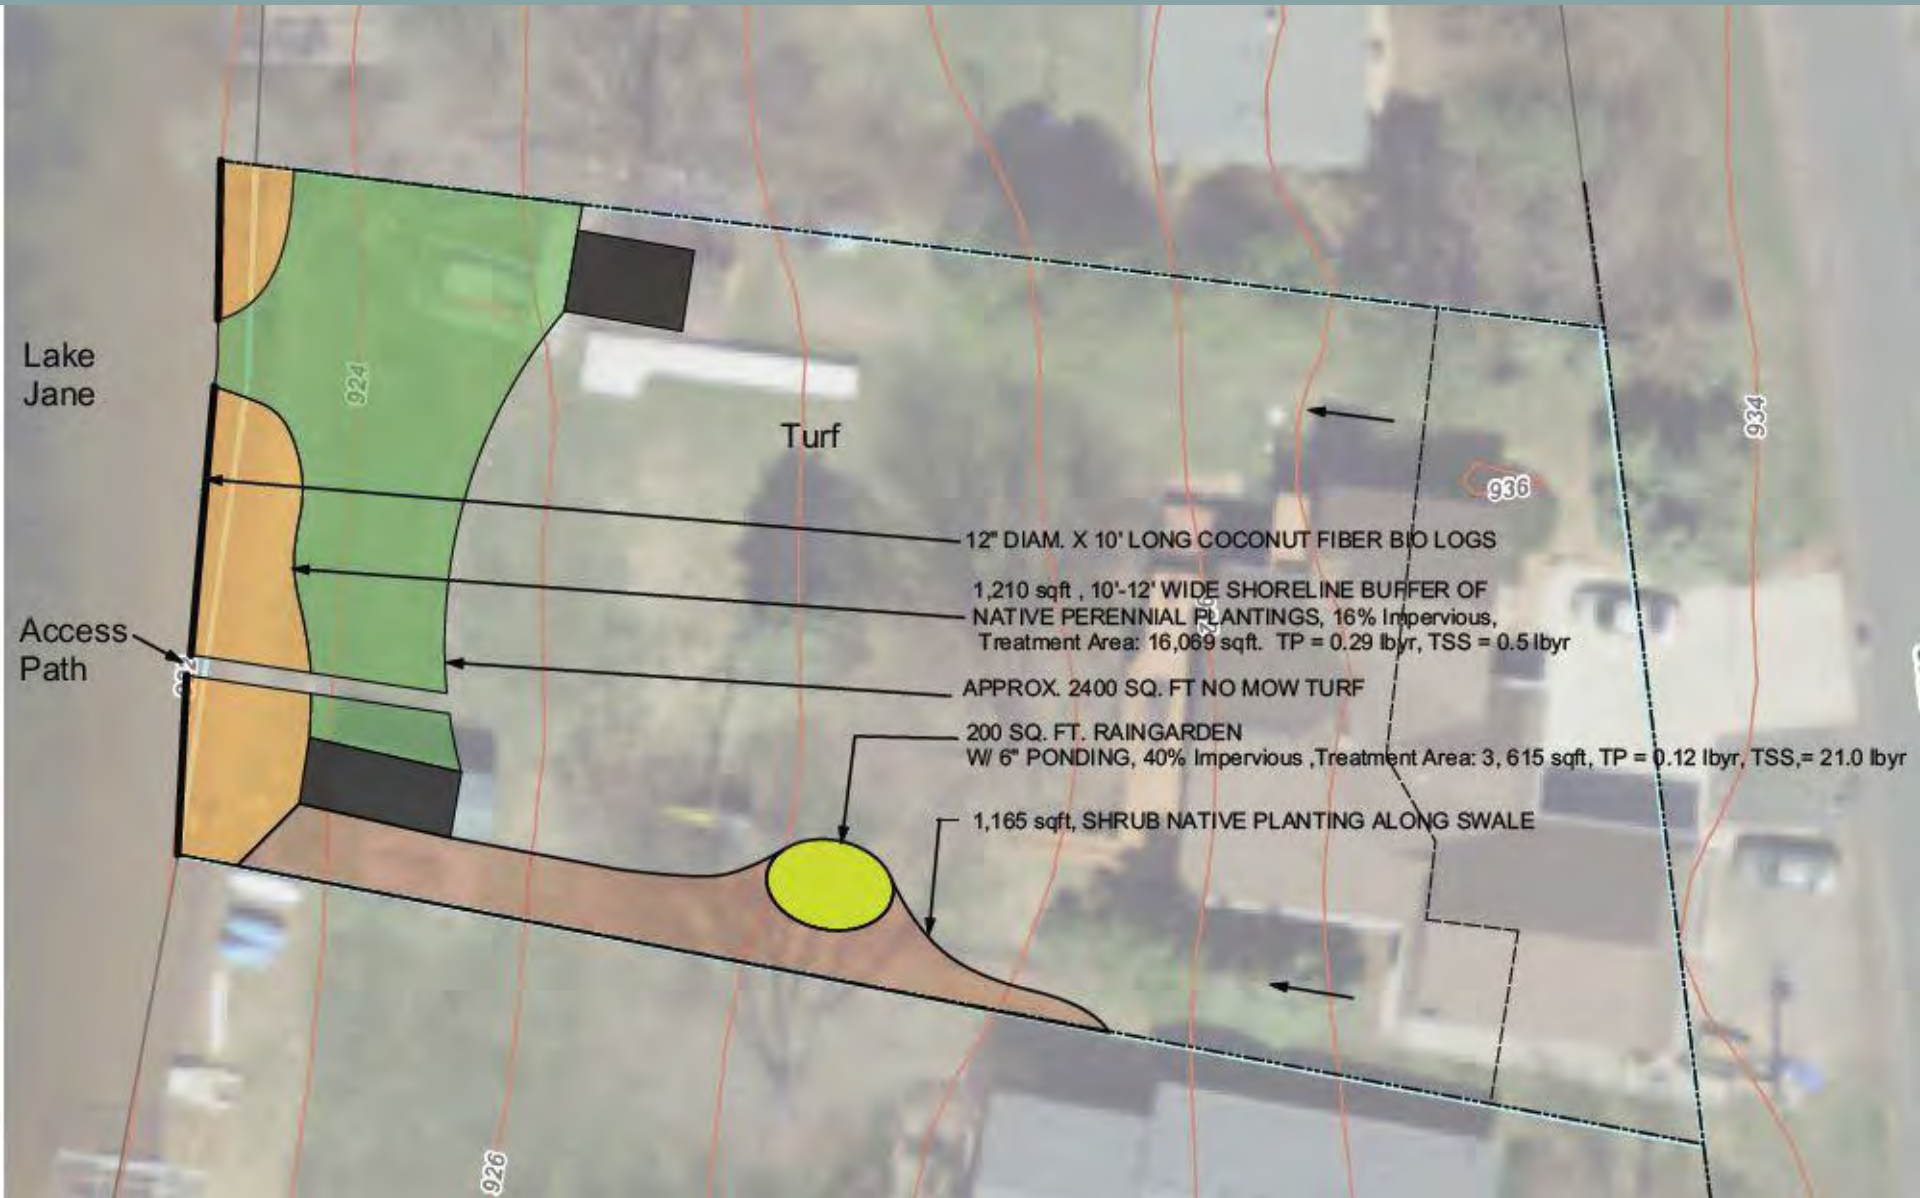 Lake
Jane
924
Turf
934
936
12" DIAM. X 10' LONG COCONUT FIBER BIO LOGS
1,210 sqft , 10'-12' WIDE SHORELINE BUFFER OF
NATIVE PERENNIAL PLANTINGS, 16% Impervious,
Treatment Area: 16,069 sqft. TP = 0.29 lbyr, TSS = 0.5 lbyr
Access
Path
APPROX. 2400 SQ. FT NO MOW TURF
200 SQ. FT. RAINGARDEN
W/ 6" PONDING, 40% Impervious ,Treatment Area: 3, 615 sqft, TP = 0.12 lbyr, TSS,= 21.0 lbyr
1,165 sqft, SHRUB NATIVE PLANTING ALONG SWALE
926